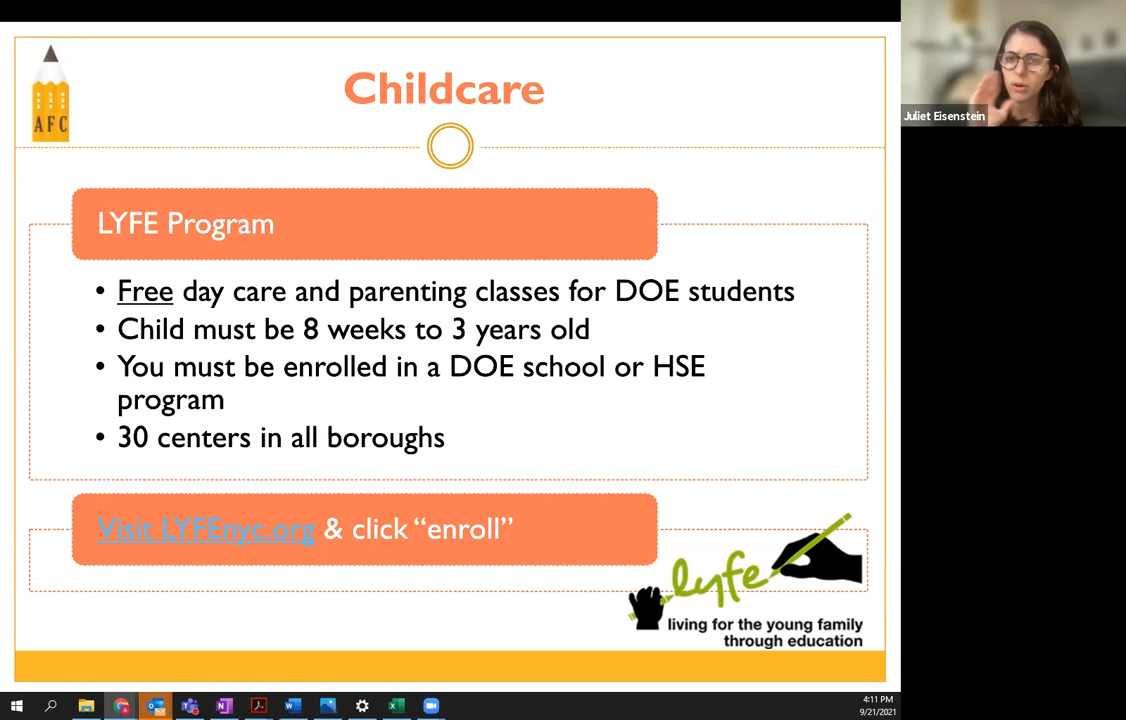 Childcare
AFC
Juliet Eisenstein
LYFE Program
• Free day care and parenting classes for DOE students
• Child must be 8 weeks to 3 years old
• You must be enrolled in a DOE school or HSE
program
• 30 centers in all boroughs
Visit LYFEnyc.org & click “enroll”
lyfe
living for the young family
through education
4:11 PM
9/21/2021